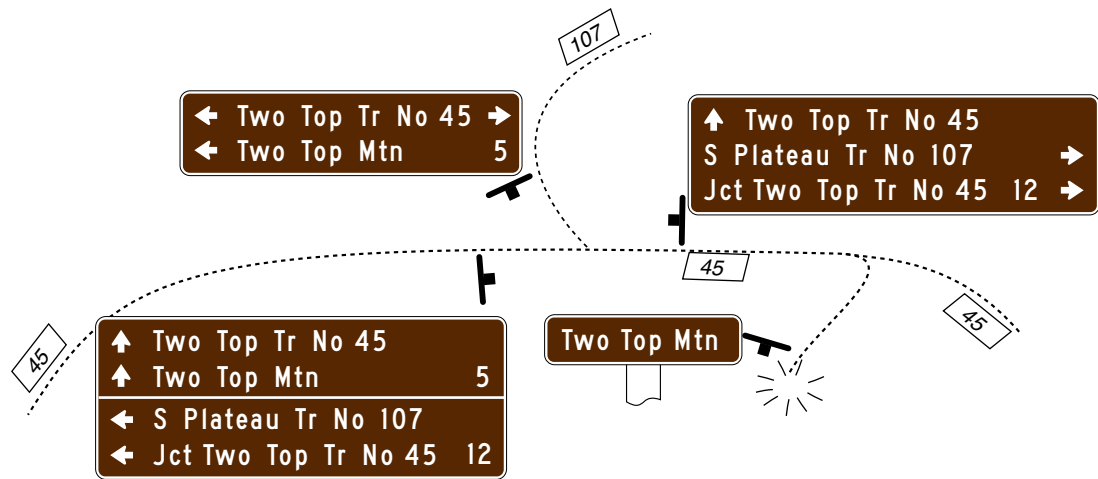 107
← Two Top Tr No 45 →
← Two Top Mtn 5
↑ Two Top Tr No 45
S Plateau Tr No 107 →
Jct Two Top Tr No 45 12 →
45
45
45
Two Top Mtn
↑ Two Top Tr No 45
↑ Two Top Mtn 5
← S Plateau Tr No 107
← Jct Two Top Tr No 45 12